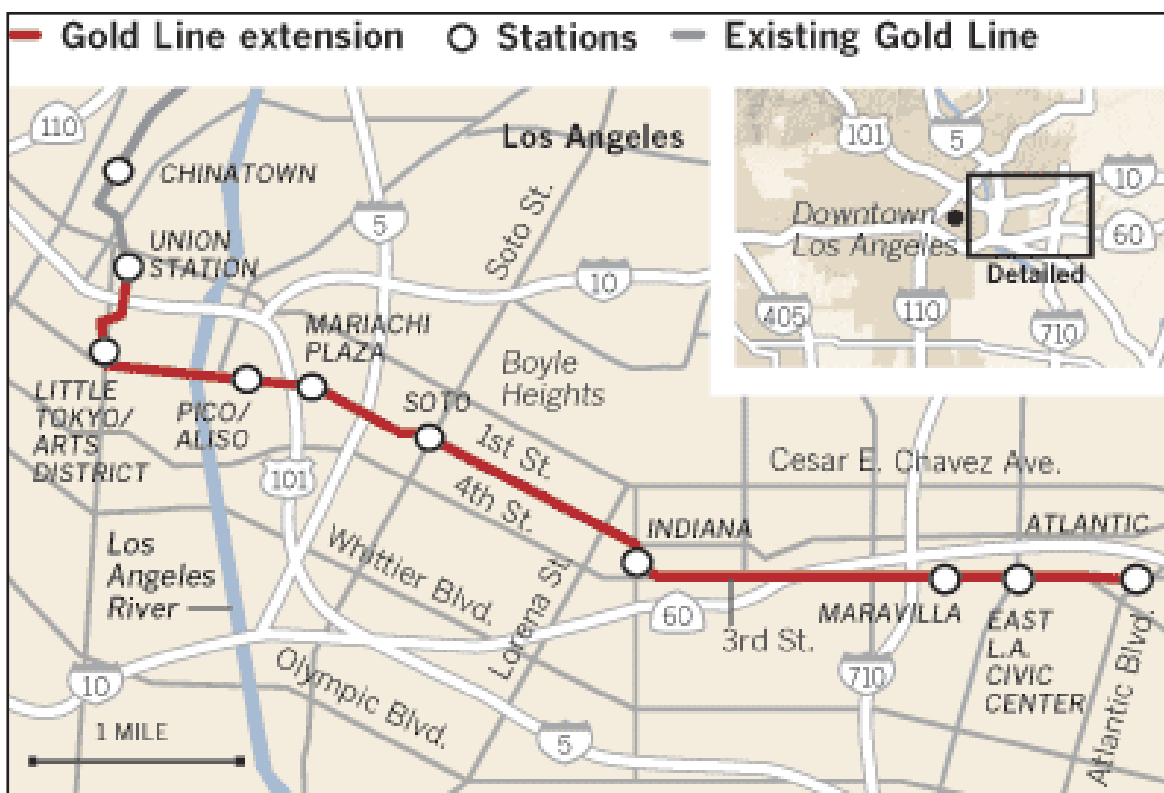 Gold Line extension
Stations
Existing Gold Line
110
CHINATOWN
UNION
STATION
5
Los Angeles
Soto St.
10
MARIACHI
PLAZA
LITTLE
TOKYO/
ARTS
DISTRICT
PICO/
ALISO
SOTO
Boyle
Heights
101
1st St.
4th St.
Cesar E. Chavez Ave.
INDIANA
ATLANTIC
Los
Angeles
River
Whittier Blvd.
Lorena St.
60
3rd St.
MARAVILLA
EAST
L.A.
CIVIC
CENTER
Atlantic Blvd.
710
10
Olympic Blvd.
5
1 MILE
101
5
10
Downtown
Los Angeles
60
Detailed
405
110
710